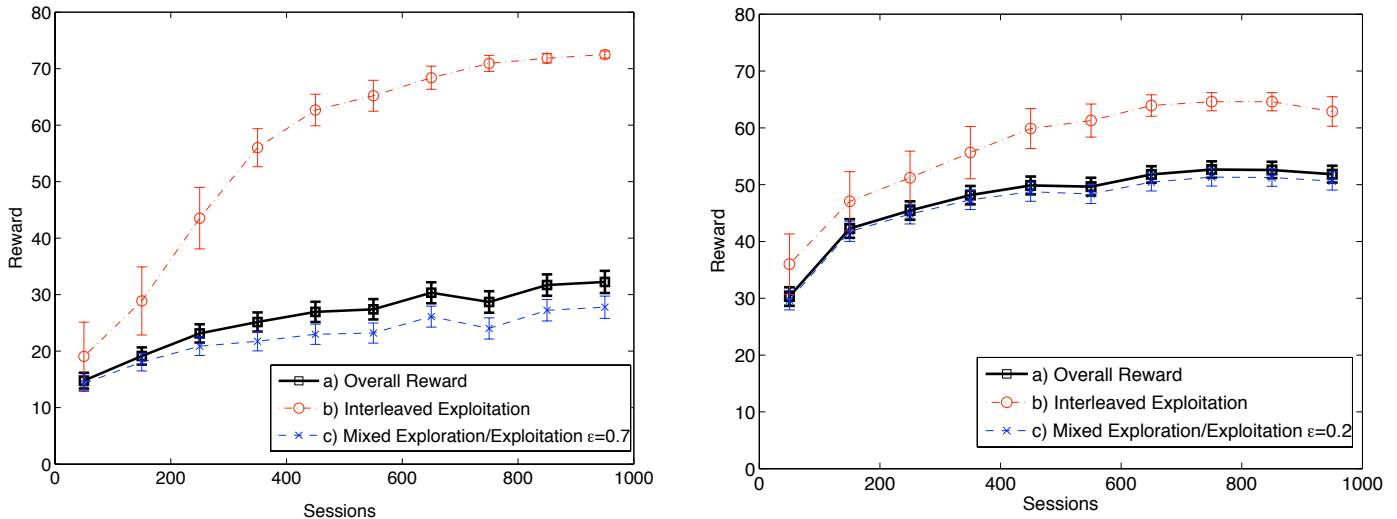 80
70
60
50
40
30
20
10
0
Reward
0 200 400 600 800 1000
Sessions
a) Overall Reward
b) Interleaved Exploitation
c) Mixed Exploration/Exploitation ε=0.7
80
70
60
50
40
30
20
10
0
Reward
0 200 400 600 800 1000
Sessions
a) Overall Reward
b) Interleaved Exploitation
c) Mixed Exploration/Exploitation ε=0.2